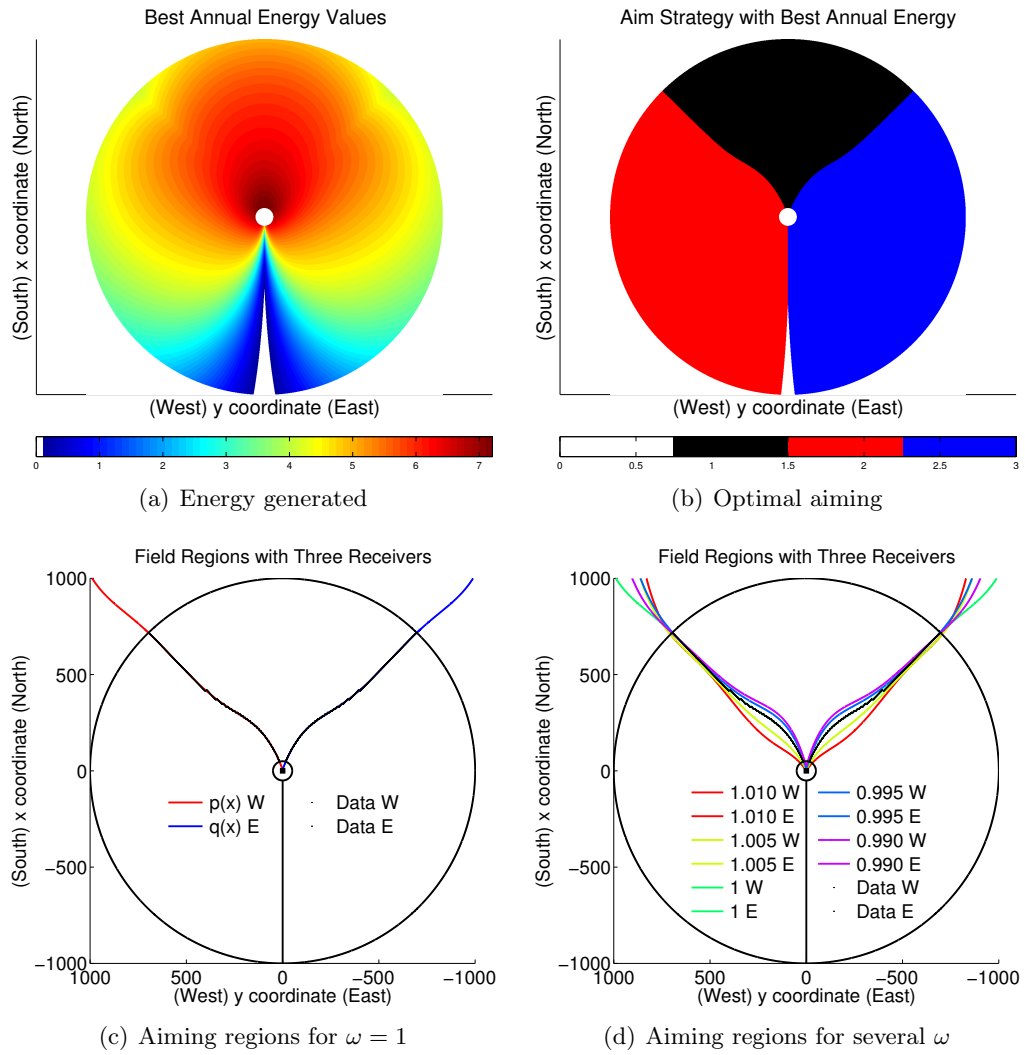 Best Annual Energy Values
(South) x coordinate (North)
(West) y coordinate (East)
0 1 2 3 4 5 6 7
(a) Energy generated
Aim Strategy with Best Annual Energy
(South) x coordinate (North)
(West) y coordinate (East)
0 0.5 1 1.5 2 2.5 3
(b) Optimal aiming
Field Regions with Three Receivers
(South) x coordinate (North)
1000
500
0
−500
−1000
p(x) W
q(x) E
Data W
Data E
1000 500 0 −500 −1000
(West) y coordinate (East)
(c) Aiming regions for ω = 1
Field Regions with Three Receivers
(South) x coordinate (North)
1000
500
0
−500
−1000
1.010 W
1.010 E
1.005 W
1.005 E
1 W
1 E
0.995 W
0.995 E
0.990 W
0.990 E
Data W
Data E
1000 500 0 −500 −1000
(West) y coordinate (East)
(d) Aiming regions for several ω